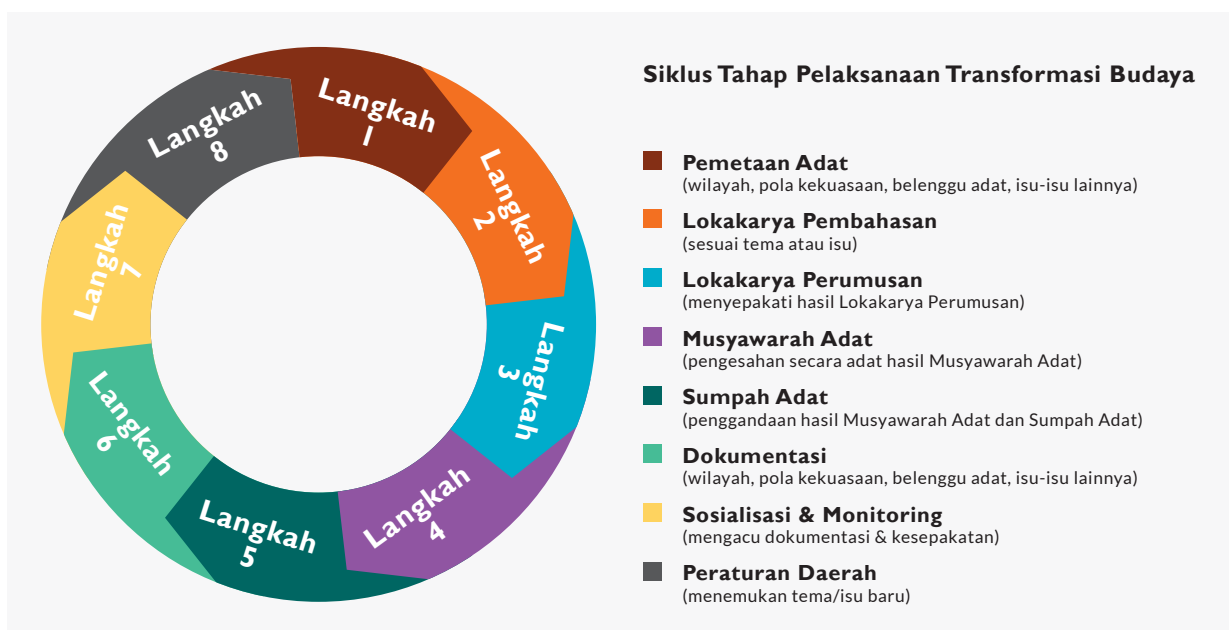 Langkah
1
Langkah
2
Langkah
3
Langkah
4
Langkah
5
Langkah
6
Langkah
7
Langkah
8
Siklus Tahap Pelaksanaan Transformasi Budaya
Pemetaan Adat
(wilayah, pola kekuasaan, belenggu adat, isu-isu lainnya)
Lokakarya Pembahasan
(sesuai tema atau isu)
Lokakarya Perumusan
(menyepakati hasil Lokakarya Perumusan)
Musyawarah Adat
(pengesahan secara adat hasil Musyawarah Adat)
Sumpah Adat
(penggandaan hasil Musyawarah Adat dan Sumpah Adat)
Dokumentasi
(wilayah, pola kekuasaan, belenggu adat, isu-isu lainnya)
Sosialisasi & Monitoring
(mengacu dokumentasi & kesepakatan)
Peraturan Daerah
(menemukan tema/isu baru)